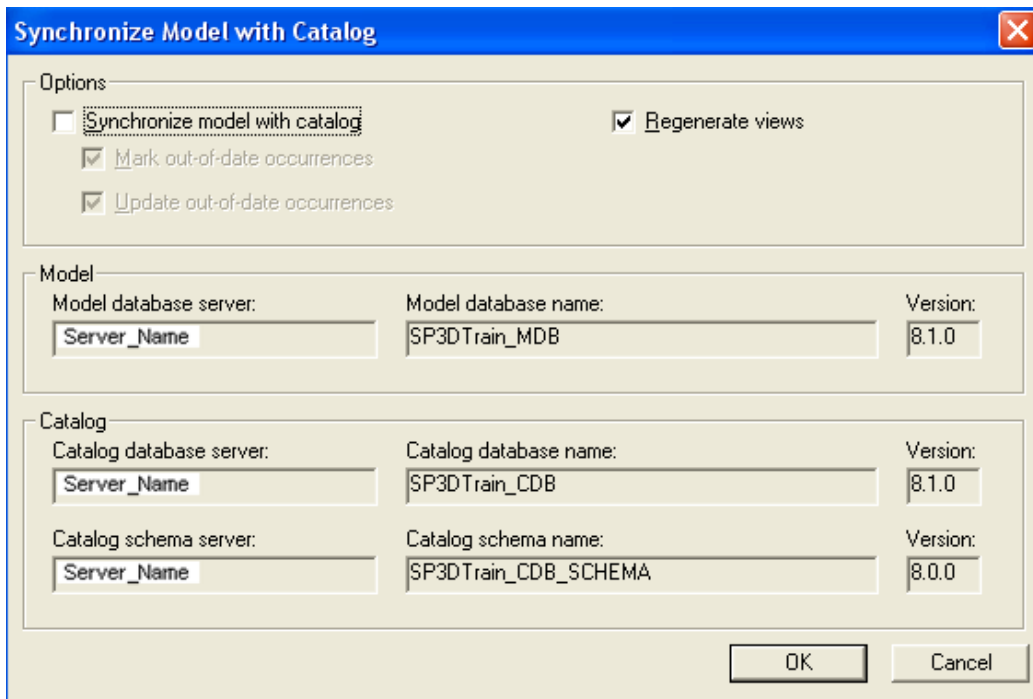 Synchronize Model with Catalog
Options
Synchronize model with catalog
Regenerate views
Mark out-of-date occurrences
Update out-of-date occurrences
Model
Model database server: Model database name: Version:
Server_Name SP3DTrain_MDB 8.1.0
Catalog
Catalog database server: Catalog database name: Version:
Server_Name SP3DTrain_CDB 8.1.0
Catalog schema server: Catalog schema name: Version:
Server_Name SP3DTrain_CDB_SCHEMA 8.0.0
OK Cancel